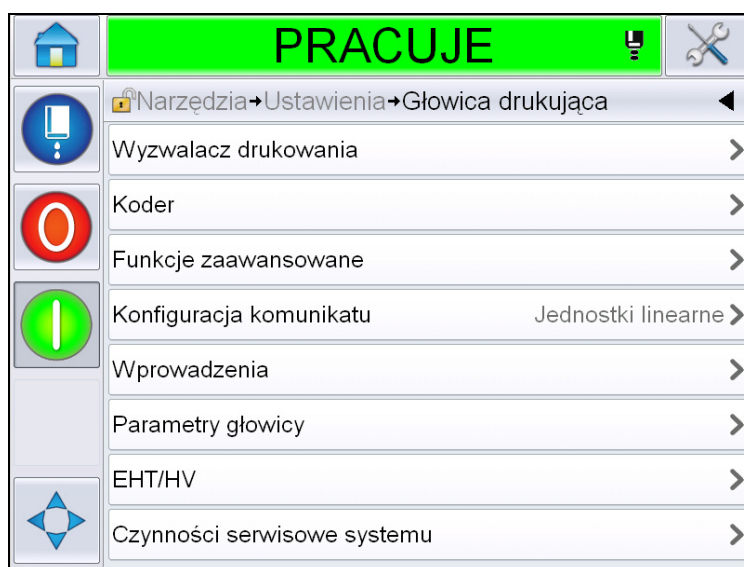 PRACUJE
Narzędzia→Ustawienia→Głowica drukująca
Wyzwalacz drukowania
Koder
Funkcje zaawansowane
Konfiguracja komunikatu Jednostki linearne
Wprowadzenia
Parametry głowicy
EHT/HV
Czynności serwisowe systemu